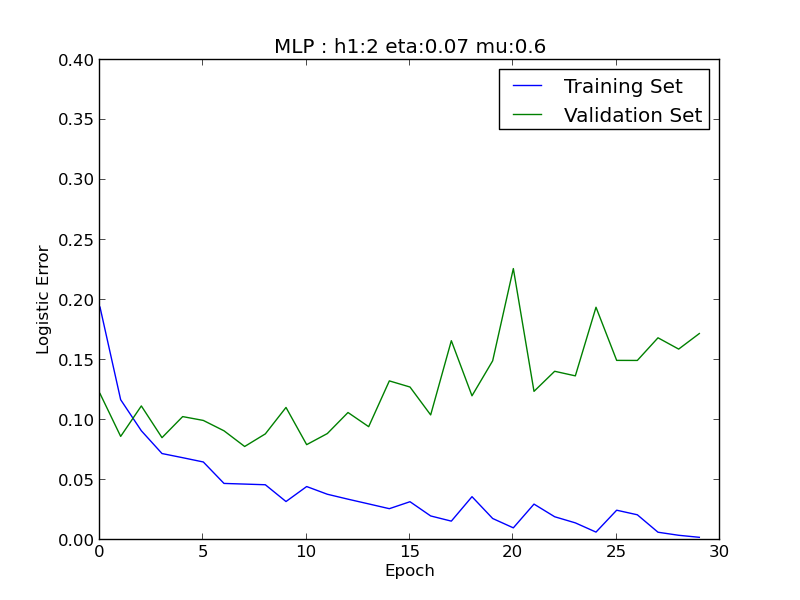 MLP : h1:2 eta:0.07 mu:0.6
Training Set
Validation Set
0.40
0.35
0.30
0.25
0.20
0.15
0.10
0.05
0.00
Logistic Error
0 5 10 15 20 25 30
Epoch